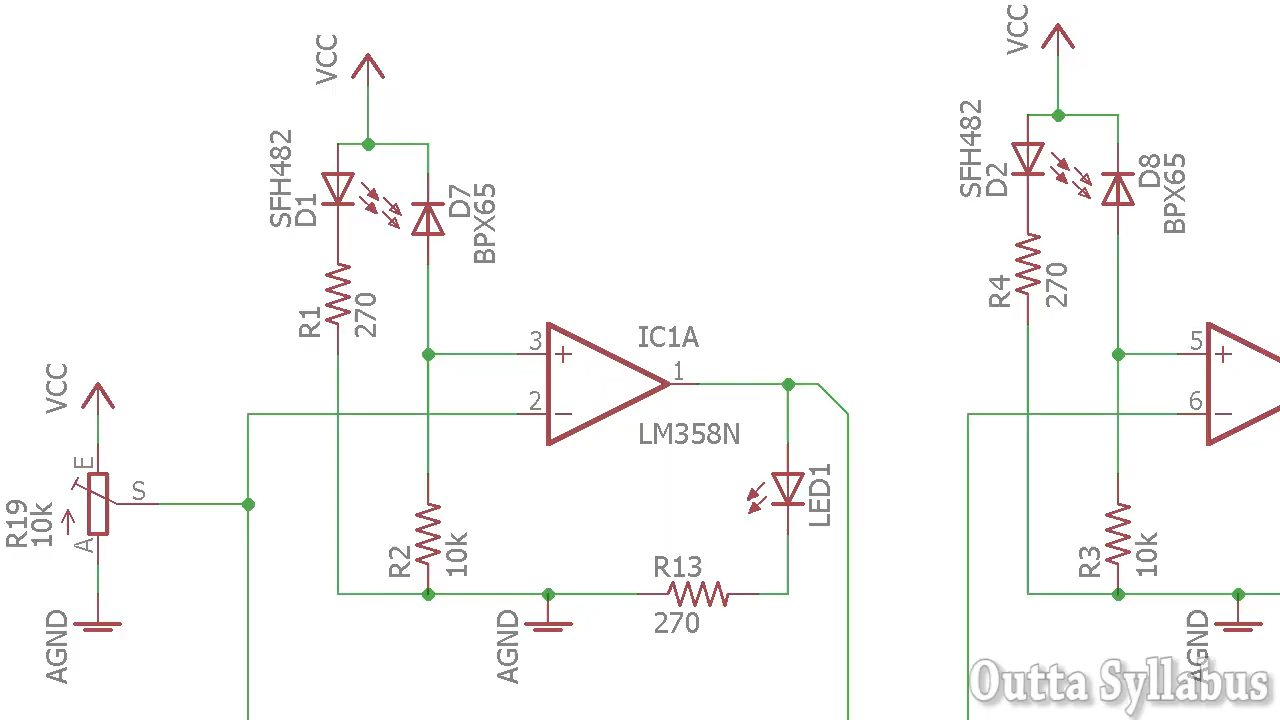 VCC
SFH482
D1
D7
BPX65
R1
270
3
2
1
IC1A
LM358N
VCC
E
S
A
R19
10k
AGND
R2
10k
LED1
R13
270
AGND
VCC
SFH482
D2
D8
BPX65
R4
270
5
6
R3
10k
AGND
Outta Syllabus